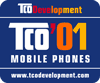 TCO Development
TCO'01
MOBILE PHONES
www.tcodevelopment.com